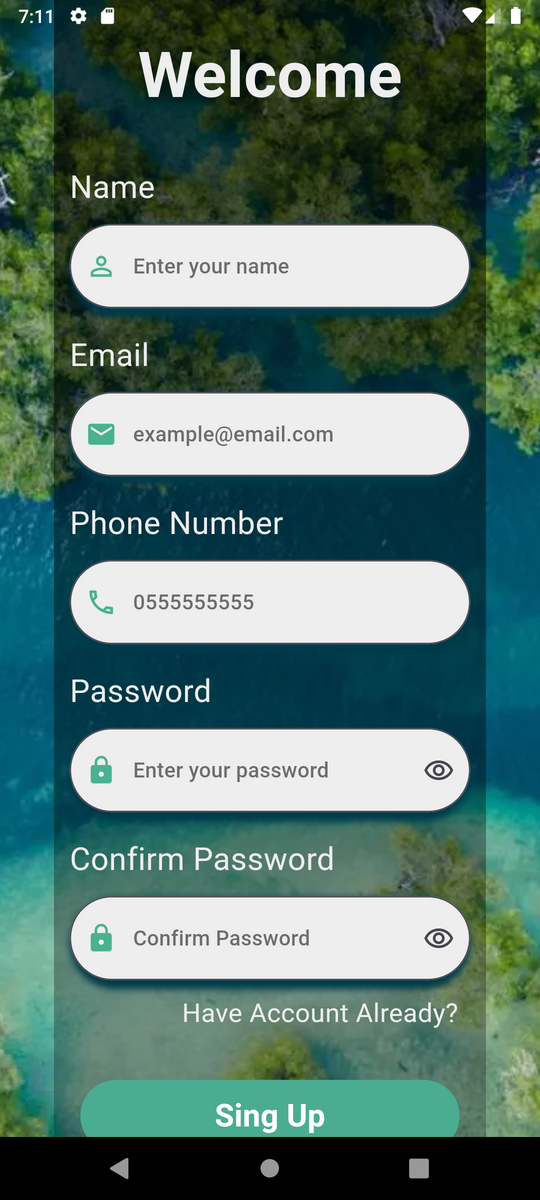 7:11
Welcome
Name
Enter your name
Email
example@email.com
Phone Number
0555555555
Password
Enter your password
Confirm Password
Confirm Password
Have Account Already?
Sing Up